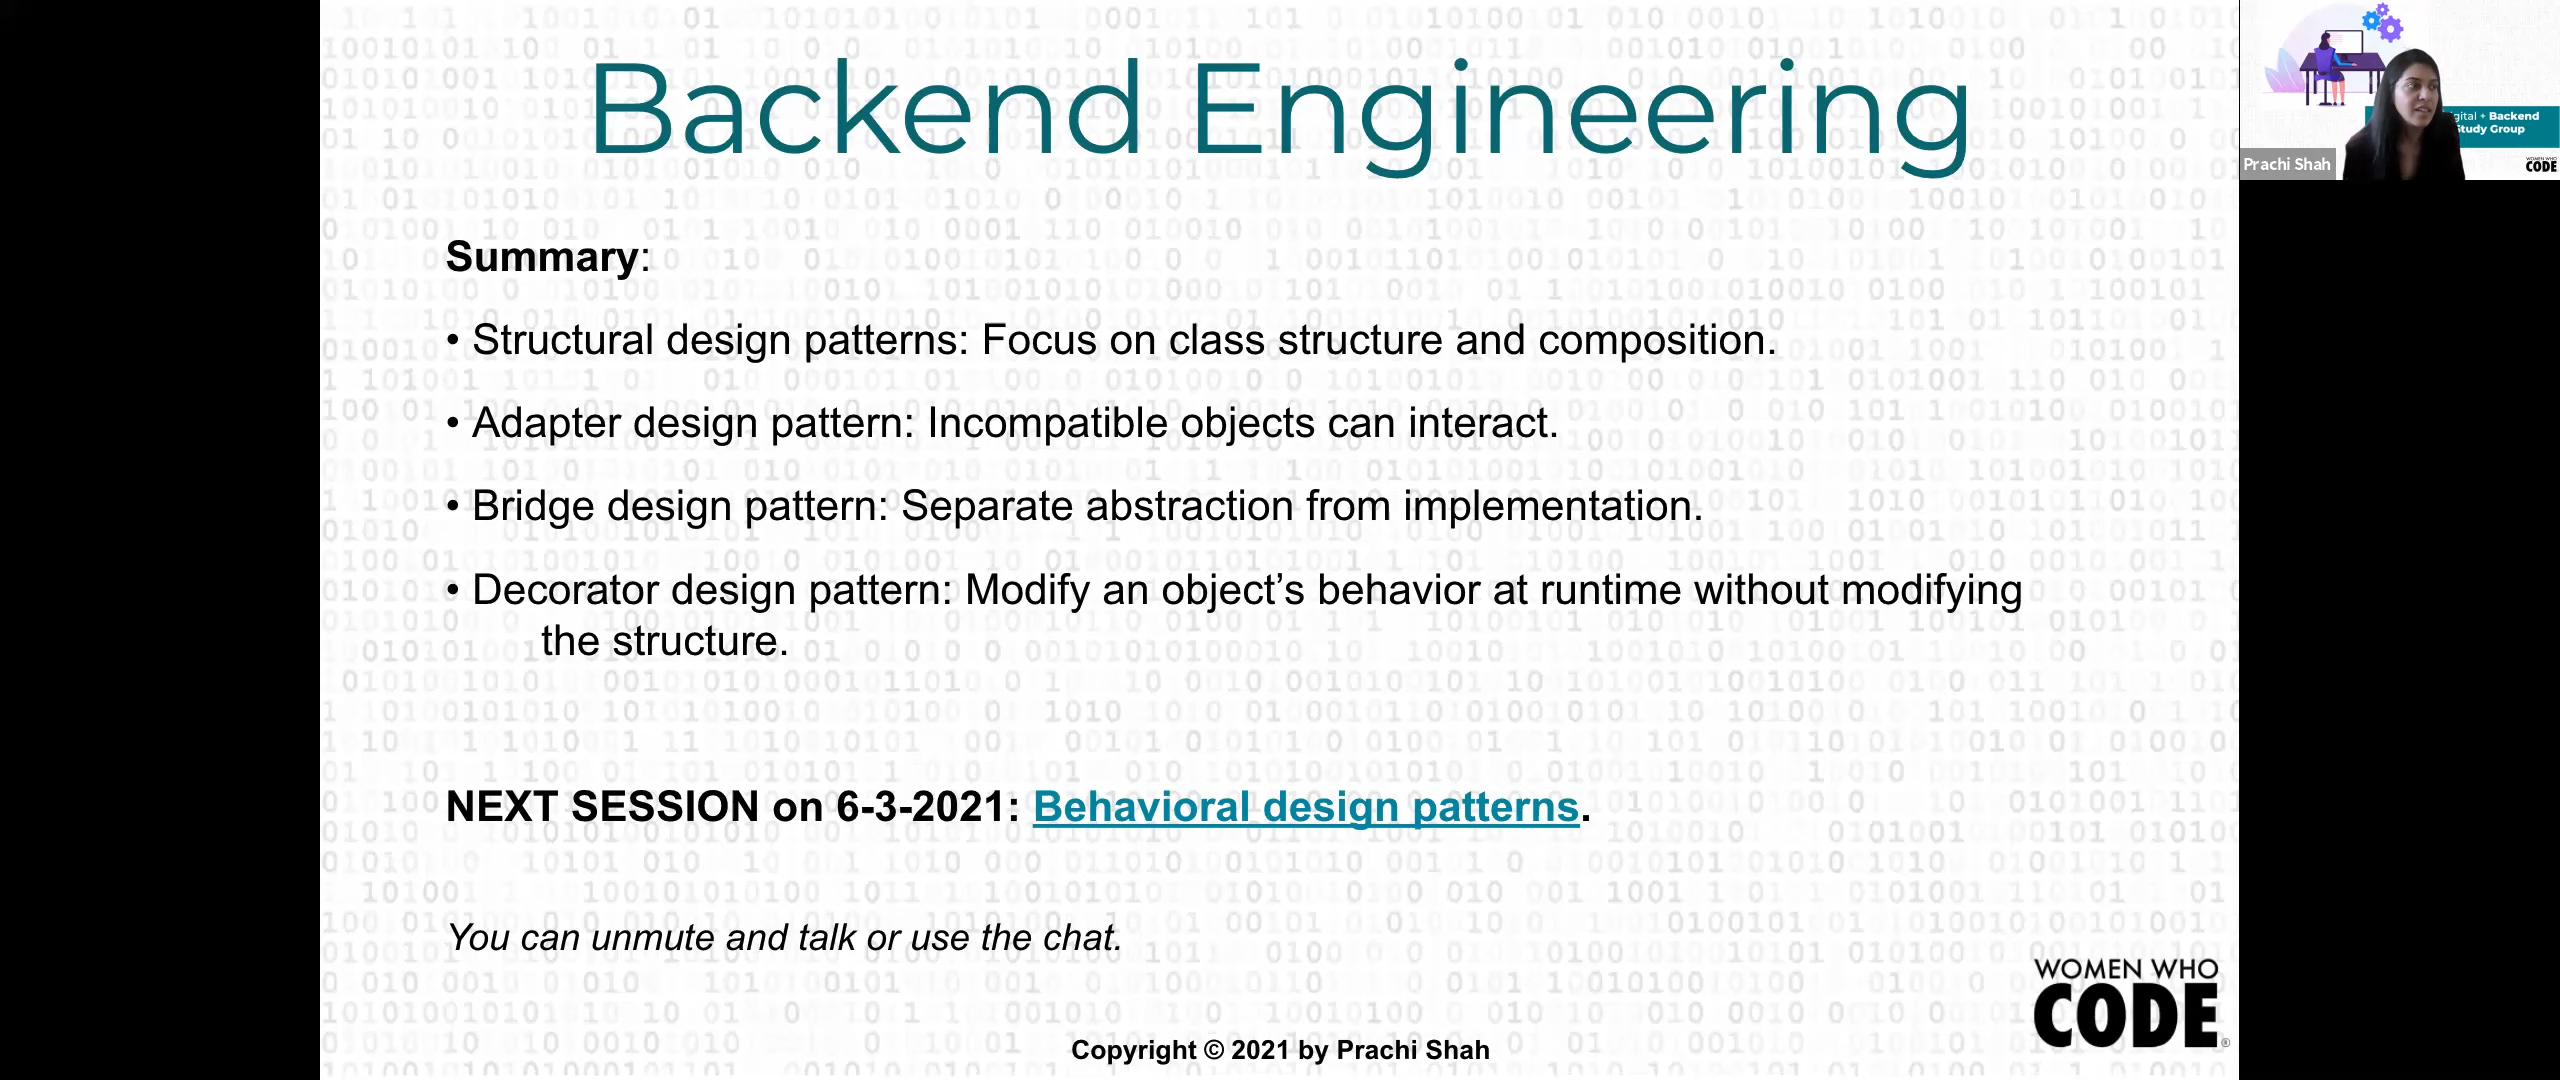 Backend Engineering
Summary:
• Structural design patterns: Focus on class structure and composition.
• Adapter design pattern: Incompatible objects can interact.
• Bridge design pattern: Separate abstraction from implementation.
• Decorator design pattern: Modify an object’s behavior at runtime without modifying
the structure.
NEXT SESSION on 6-3-2021: Behavioral design patterns.
You can unmute and talk or use the chat.
WOMEN WHO
CODE®
Copyright © 2021 by Prachi Shah
+ Backend
Study Group
Prachi Shah
WOMEN WHO
CODE